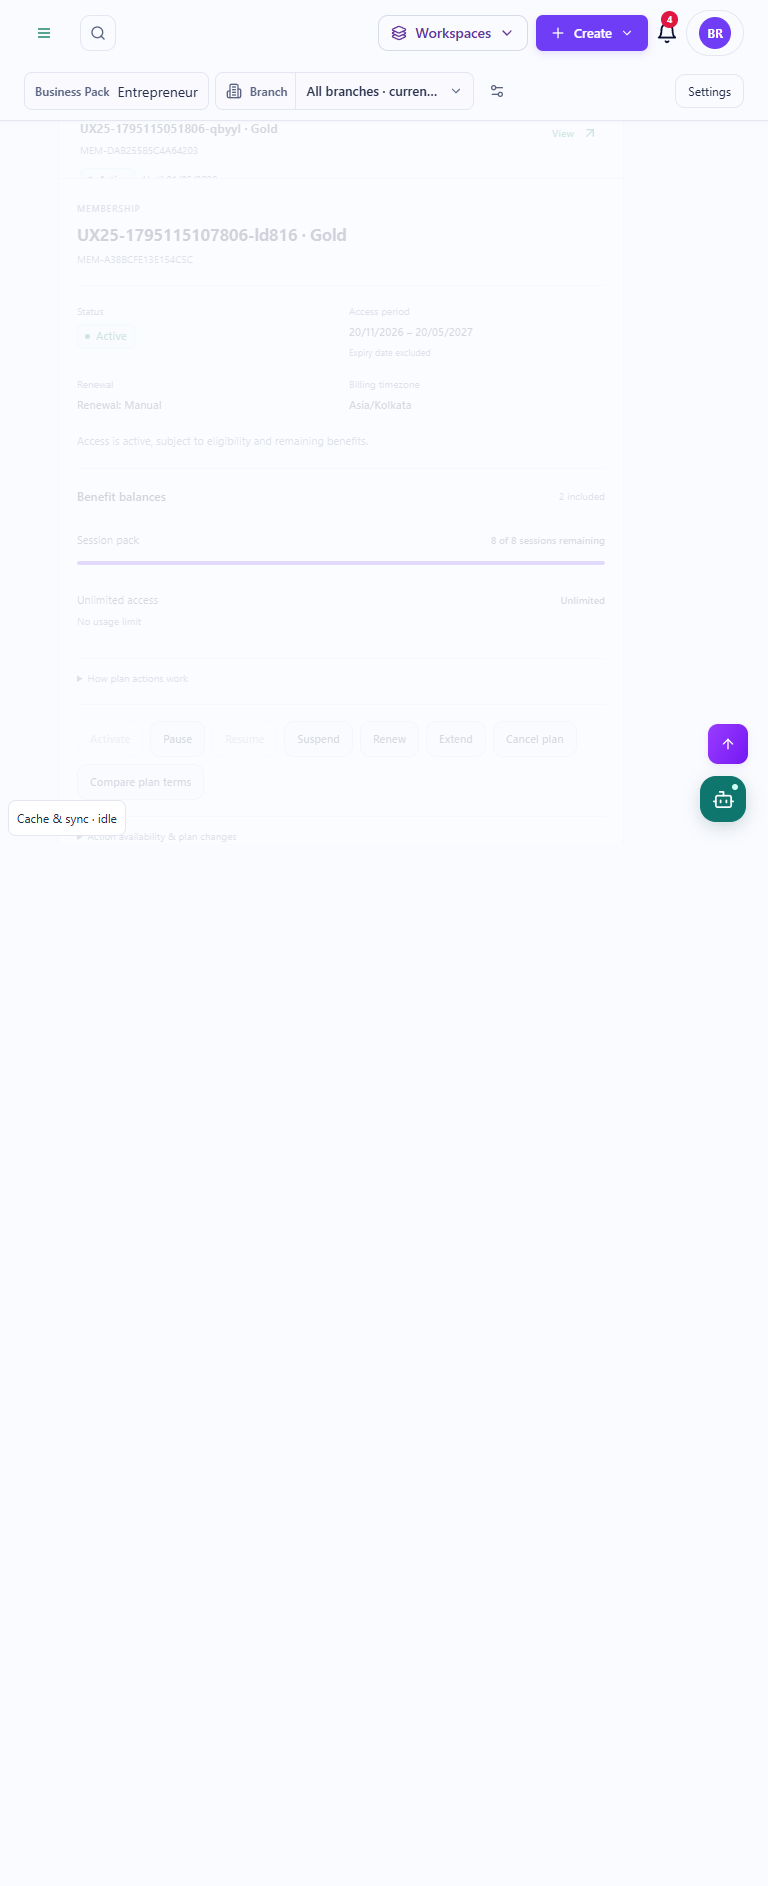 Workspaces
Create
4
BR
Business Pack Entrepreneur
Branch
All branches · curren...
Settings
UX25-1795115051806-qbyyl · Gold
View
MEM-DA8255B5C4A64203
MEMBERSHIP
UX25-1795115107806-ld816 · Gold
MEM-A38BCFE13E154C5C
Status
Access period
Active
20/11/2026 – 20/05/2027
Expiry date excluded
Renewal
Billing timezone
Renewal: Manual
Asia/Kolkata
Access is active, subject to eligibility and remaining benefits.
Benefit balances
2 included
Session pack
8 of 8 sessions remaining
Unlimited access
Unlimited
No usage limit
How plan actions work
Activate
Pause
Resume
Suspend
Renew
Extend
Cancel plan
Compare plan terms
Cache & sync · idle
Action availability & plan changes